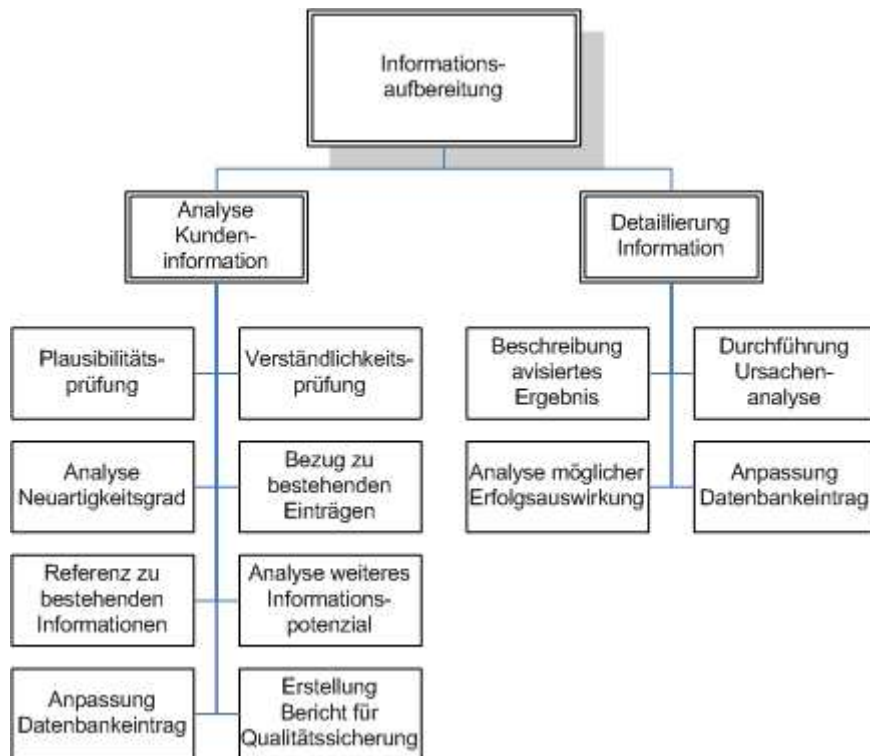 Informations-
aufbereitung
Analyse
Kunden-
information
Detaillierung
Information
Plausibilitäts-
prüfung
Verständlichkeits-
prüfung
Beschreibung
avisiertes
Ergebnis
Durchführung
Ursachen-
analyse
Analyse
Neuartigkeitsgrad
Bezug zu
bestehenden
Einträgen
Analyse möglicher
Erfolgsauswirkung
Anpassung
Datenbankeintrag
Referenz zu
bestehenden
Informationen
Analyse weiteres
Informations-
potenzial
Anpassung
Datenbankeintrag
Erstellung
Bericht für
Qualitätssicherung